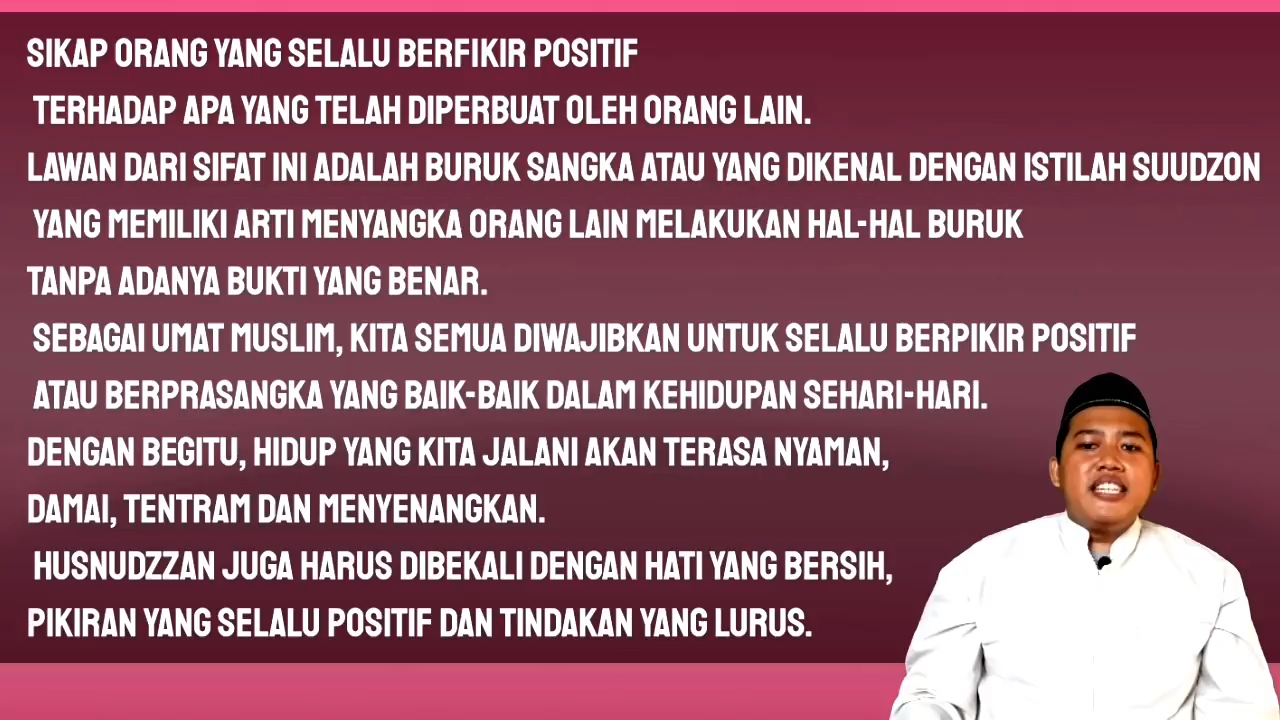 SIKAP ORANG YANG SELALU BERFIKIR POSITIF
TERHADAP APA YANG TELAH DIPERBUAT OLEH ORANG LAIN.
LAWAN DARI SIFAT INI ADALAH BURUK SANGKA ATAU YANG DIKENAL DENGAN ISTILAH SUUDZON
YANG MEMILIKI ARTI MENYANGKA ORANG LAIN MELAKUKAN HAL-HAL BURUK
TANPA ADANYA BUKTI YANG BENAR.
SEBAGAI UMAT MUSLIM, KITA SEMUA DIWAJIBKAN UNTUK SELALU BERPIKIR POSITIF
ATAU BERPRASANGKA YANG BAIK-BAIK DALAM KEHIDUPAN SEHARI-HARI.
DENGAN BEGITU, HIDUP YANG KITA JALANI AKAN TERASA NYAMAN,
DAMAI, TENTRAM DAN MENYENANGKAN.
HUSNUDZZAN JUGA HARUS DIBEKALI DENGAN HATI YANG BERSIH,
PIKIRAN YANG SELALU POSITIF DAN TINDAKAN YANG LURUS.